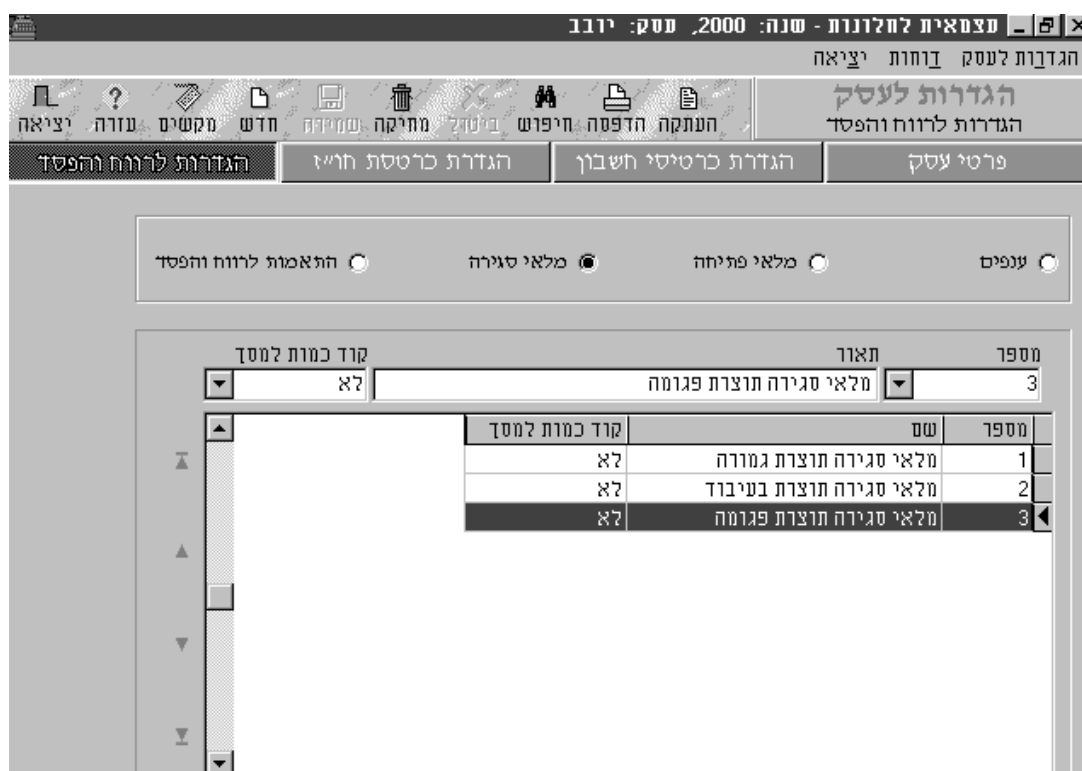 עצמאית לחלונות - שנה: 2000, עסק: יובב
הגדרות לעסק דוחות יציאה
הגדרות לעסק
הגדרות לרווח והפסד
העתקה הדפסה חיפוש ביטול מחיקה שמירה חדש מקשים עזרה יציאה
פרטי עסק הגדרת כרטיסי חשבון הגדרת כרטסת חו״ז הגדרות לרווח והפסד
ענפים מלאי פתיחה מלאי סגירה התאמות לרווח והפסד
מספר תאור קוד כמות למסך
3 מלאי סגירה תוצרת פגומה לא
מספר שם קוד כמות למסך
1 מלאי סגירה תוצרת גמורה לא
2 מלאי סגירה תוצרת בעיבוד לא
3 מלאי סגירה תוצרת פגומה לא